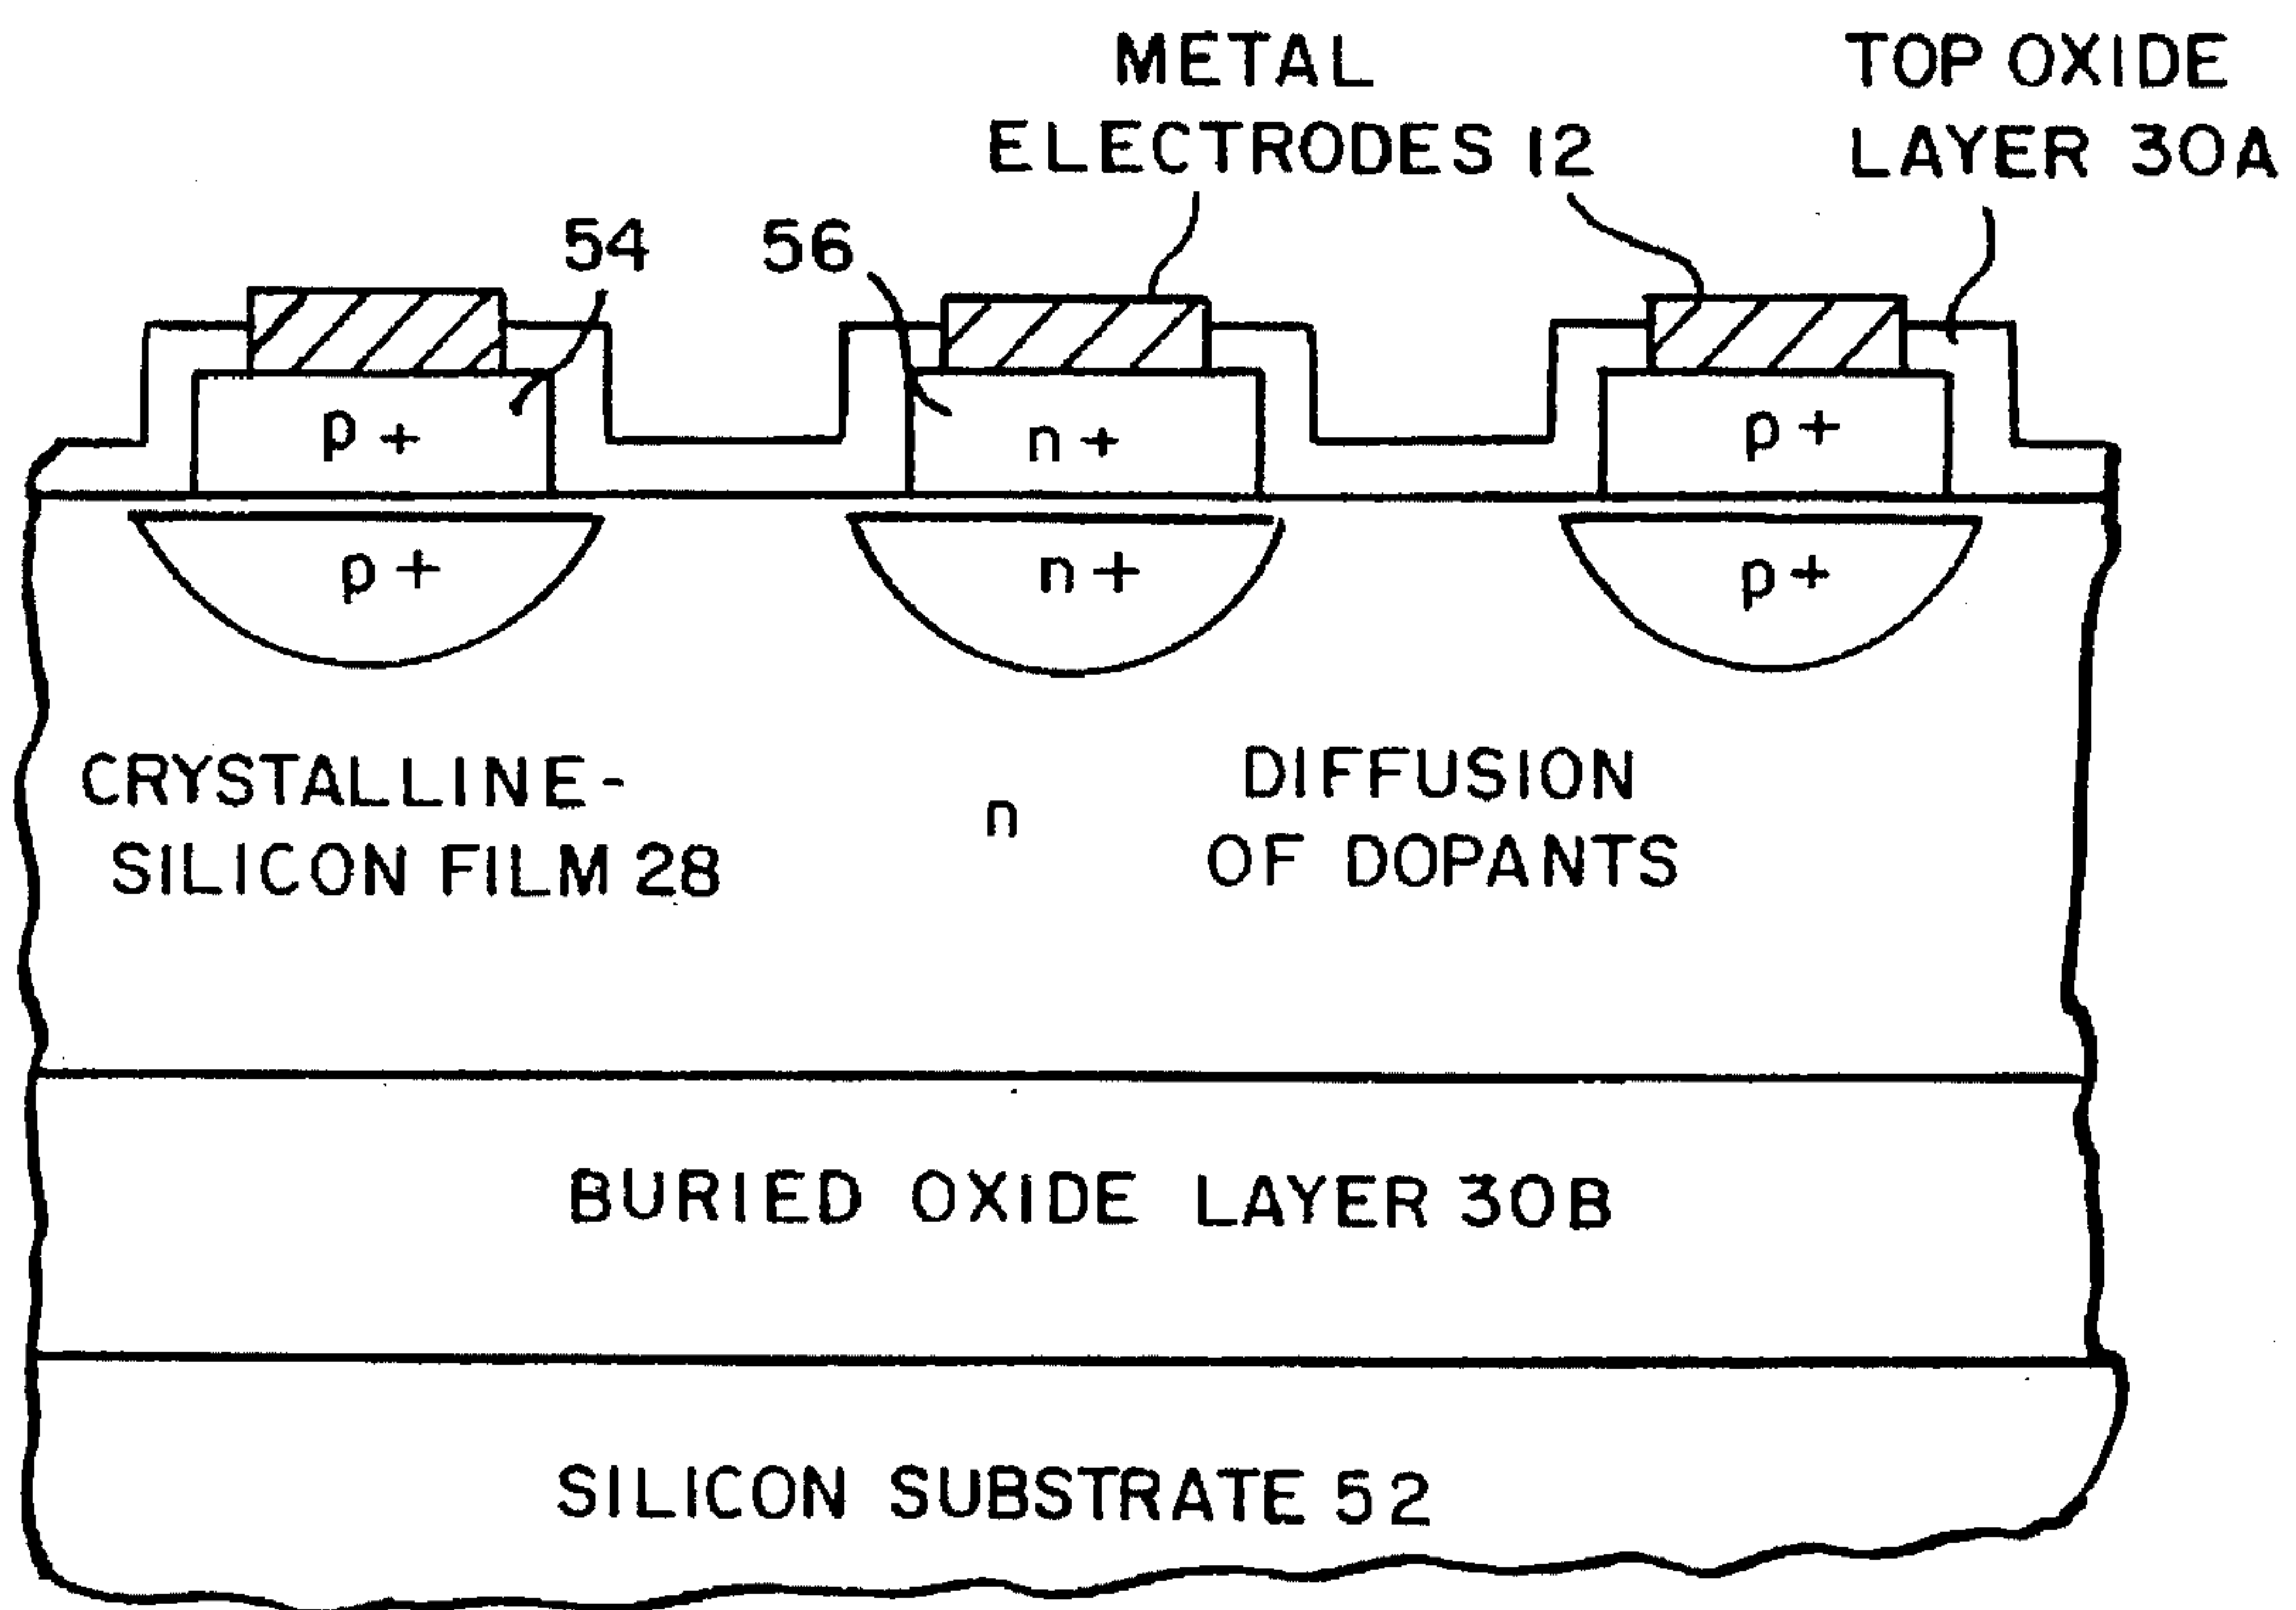 METAL
ELECTRODES 12
TOP OXIDE
LAYER 30A
54
56
p+
n+
p+
p+
n+
p+
CRYSTALLINE-
SILICON FILM 28
n
DIFFUSION
OF DOPANTS
BURIED OXIDE LAYER 30B
SILICON SUBSTRATE 52